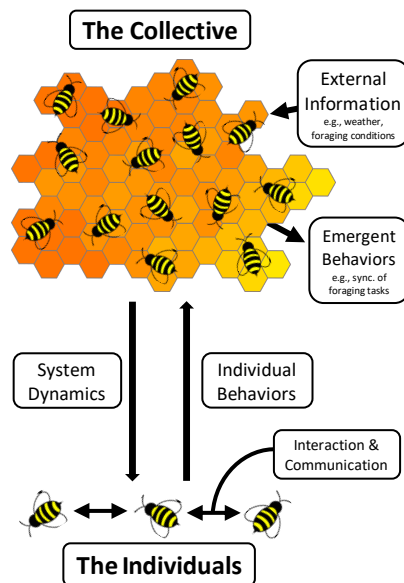 The Collective
External
Information
e.g., weather,
foraging conditions
Emergent
Behaviors
e.g., sync. of
foraging tasks
System
Dynamics
Individual
Behaviors
Interaction &
Communication
The Individuals